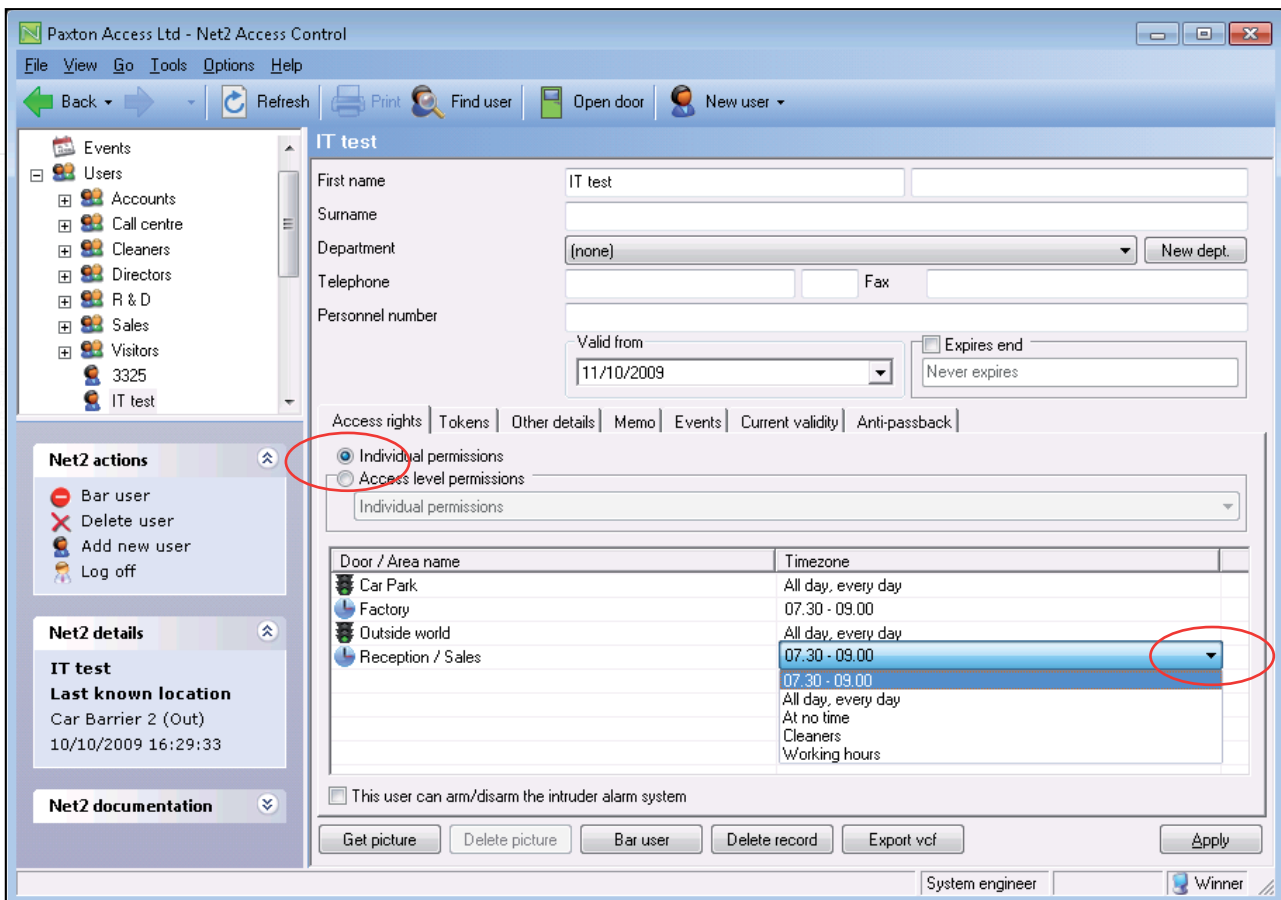 Paxton Access Ltd - Net2 Access Control
File View Go Tools Options Help
Back Refresh Print Find user Open door New user
Events
Users
Accounts
Call centre
Cleaners
Directors
R & D
Sales
Visitors
3325
IT test
Net2 actions
Bar user
Delete user
Add new user
Log off
Net2 details
IT test
Last known location
Car Barrier 2 (Out)
10/10/2009 16:29:33
Net2 documentation
IT test
First name IT test
Surname
Department (none) New dept.
Telephone Fax
Personnel number
Valid from Expires end
11/10/2009 Never expires
Access rights Tokens Other details Memo Events Current validity Anti-passback
Individual permissions
Access level permissions
Individual permissions
Door / Area name Timezone
Car Park All day, every day
Factory 07.30 - 09.00
Outside world All day, every day
Reception / Sales 07.30 - 09.00
07.30 - 09.00
All day, every day
At no time
Cleaners
Working hours
This user can arm/disarm the intruder alarm system
Get picture Delete picture Bar user Delete record Export vcf Apply
System engineer Winner